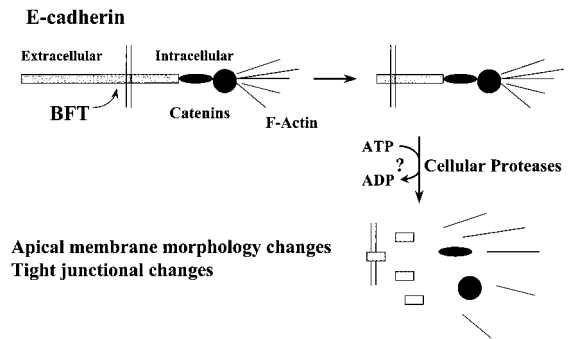 E-cadherin
Extracellular
Intracellular
BFT
Catenins
F-Actin
ATP
?
ADP
Cellular Proteases
Apical membrane morphology changes
Tight junctional changes